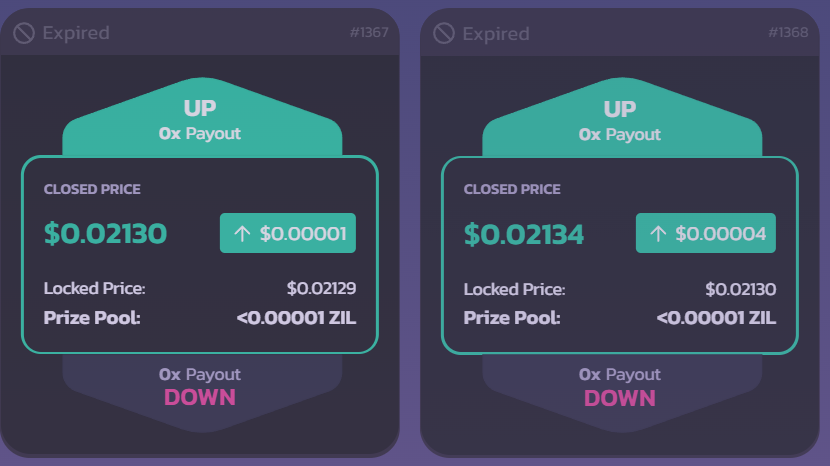 Expired #1367
UP
0x Payout
CLOSED PRICE
$0.02130 ↑ $0.00001
Locked Price: $0.02129
Prize Pool: <0.00001 ZIL
0x Payout
DOWN
Expired #1368
UP
0x Payout
CLOSED PRICE
$0.02134 ↑ $0.00004
Locked Price: $0.02130
Prize Pool: <0.00001 ZIL
0x Payout
DOWN